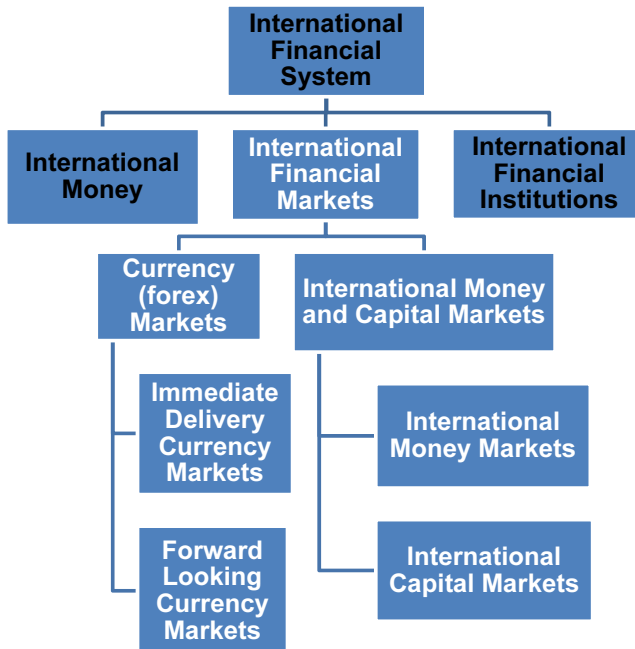 International
Financial
System
International
Money
International
Financial
Markets
International
Financial
Institutions
Currency
(forex)
Markets
International Money
and Capital Markets
Immediate
Delivery
Currency
Markets
International
Money Markets
Forward
Looking
Currency
Markets
International
Capital Markets